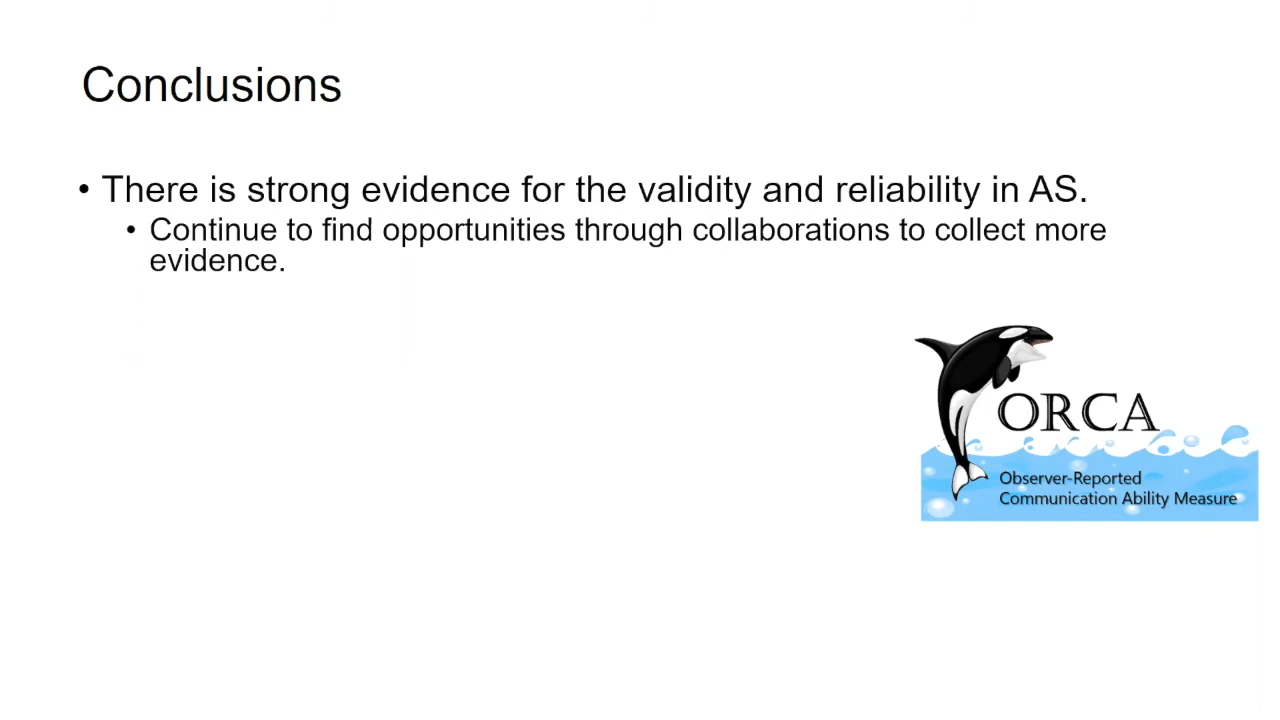 Conclusions
• There is strong evidence for the validity and reliability in AS.
• Continue to find opportunities through collaborations to collect more
evidence.
ORCA
Observer-Reported
Communication Ability Measure